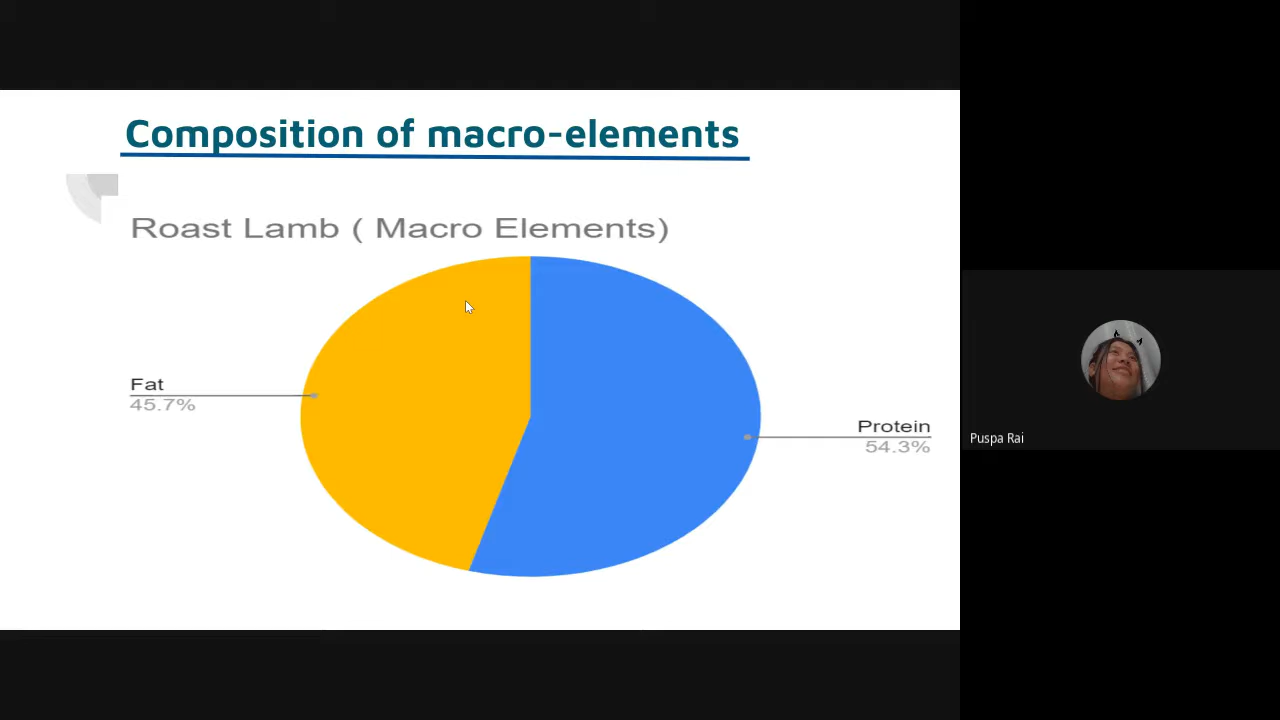 Composition of macro-elements
Roast Lamb ( Macro Elements)
Fat
45.7%
Protein
54.3%
Puspa Rai